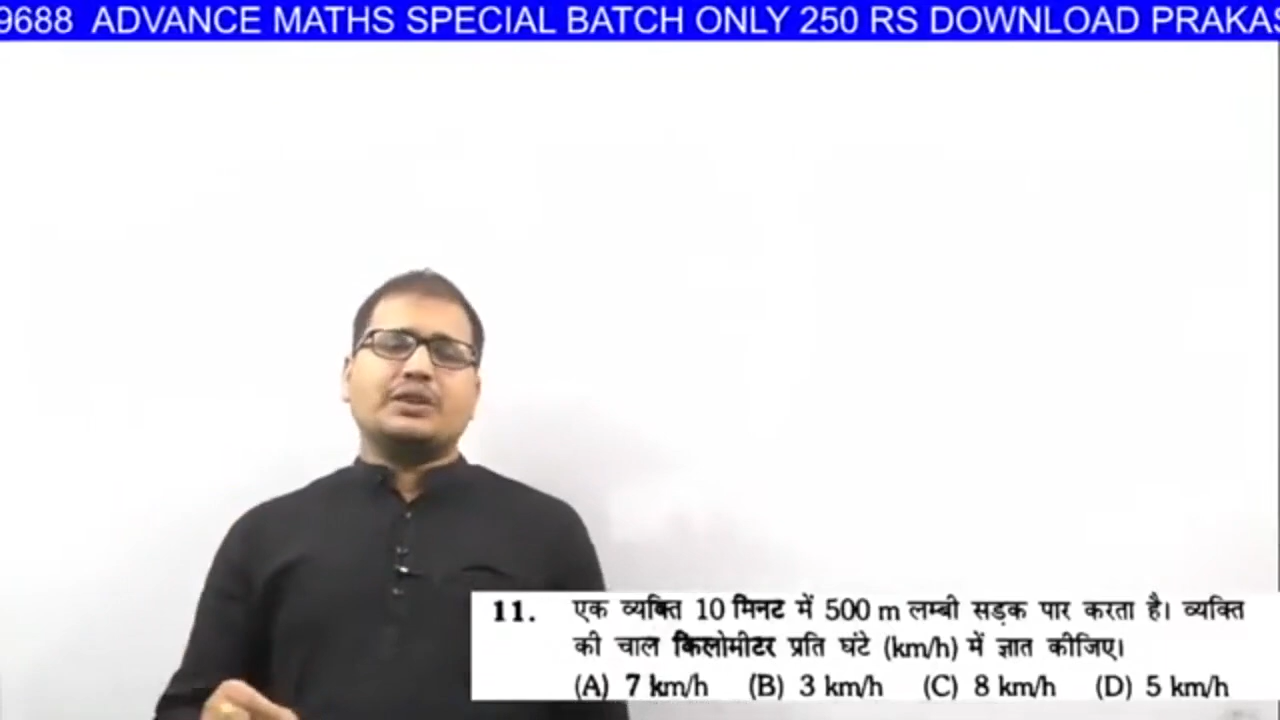 9688 ADVANCE MATHS SPECIAL BATCH ONLY 250 RS DOWNLOAD
11. एक व्यक्ति 10 मिनट में 500 m लम्बी सड़क पार करता है। व्यक्ति
की चाल किलोमीटर प्रति घंटे (km/h) में ज्ञात कीजिए।
(A) 7 km/h (B) 3 km/h (C) 8 km/h (D) 5 km/h